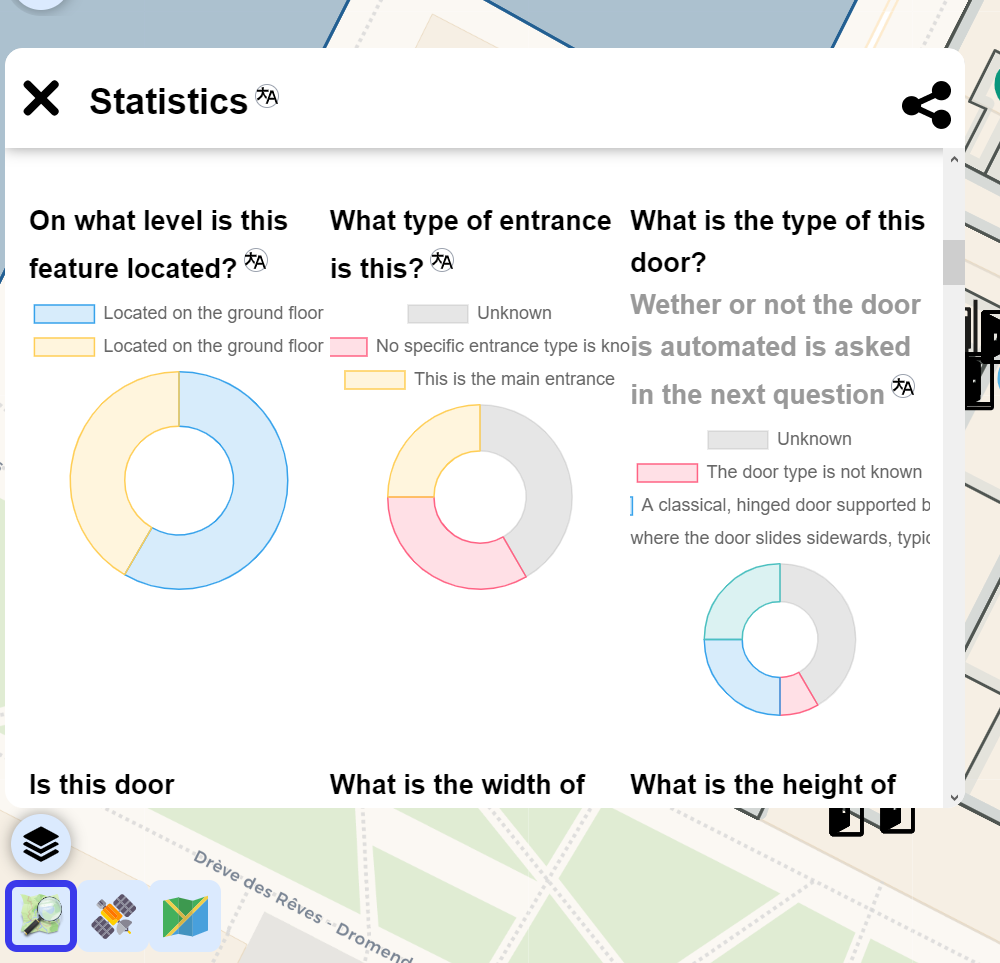 Statistics
On what level is this
feature located?
Located on the ground floor
Located on the ground floor
What type of entrance
is this?
Unknown
No specific entrance type is kno
This is the main entrance
What is the type of this
door?
Wether or not the door
is automated is asked
in the next question
Unknown
The door type is not known
A classical, hinged door supported b
where the door slides sidewards, typic
Is this door
What is the width of
What is the height of
Drève des Rêves - Dromend